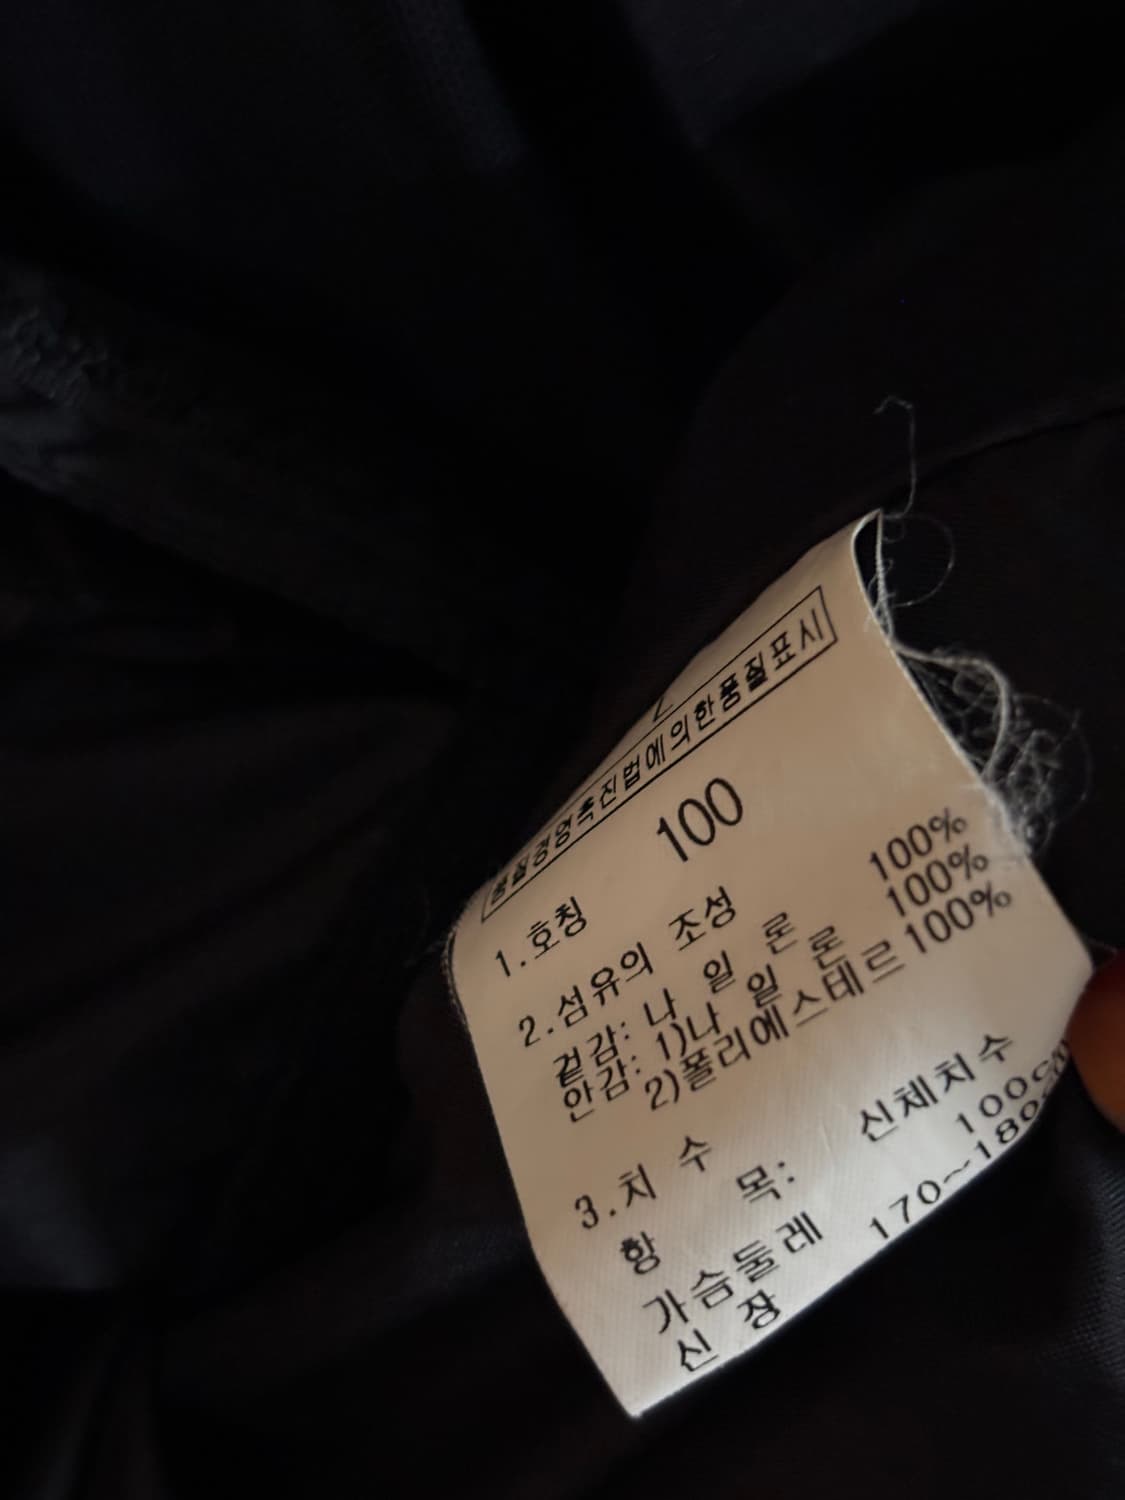 품질경영촉진법에의한품질표시
1.호칭 100
2.섬유의 조성
겉감: 나 일 론 100%
안감: 1)나 일 론 100%
2)폴리에스테르 100%
3.치 수
항 목: 신체치수
가슴둘레 100cm
신 장 170~180cm